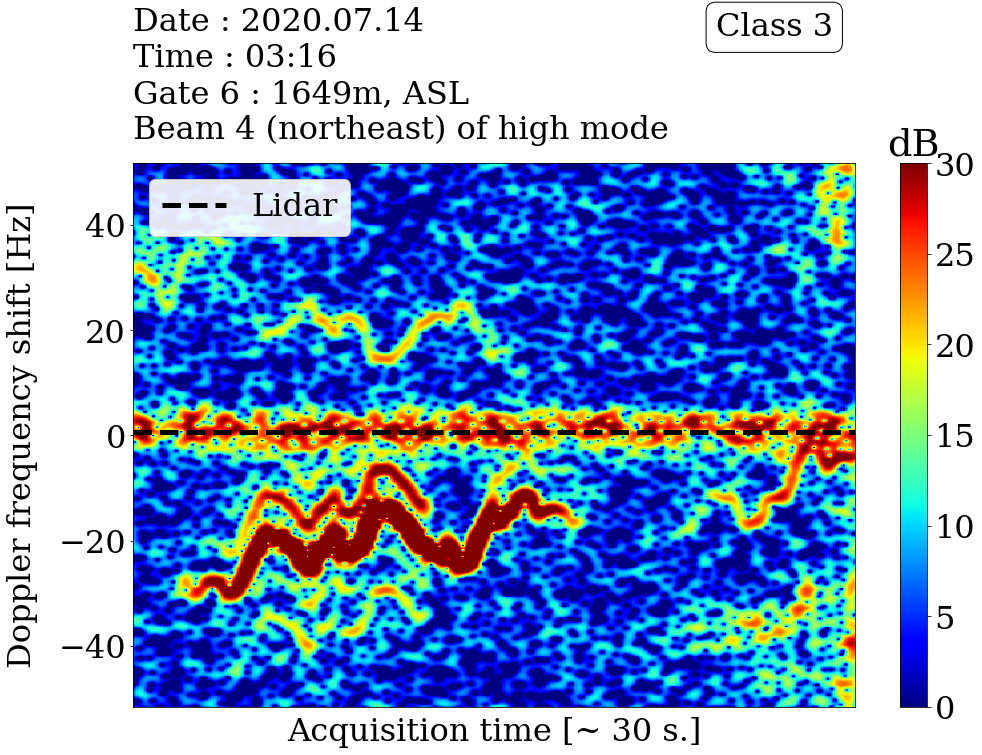 Date : 2020.07.14
Time : 03:16
Gate 6 : 1649m, ASL
Beam 4 (northeast) of high mode
Class 3
dB
Lidar
Doppler frequency shift [Hz]
40
20
0
−20
−40
30
25
20
15
10
5
0
Acquisition time [~ 30 s.]